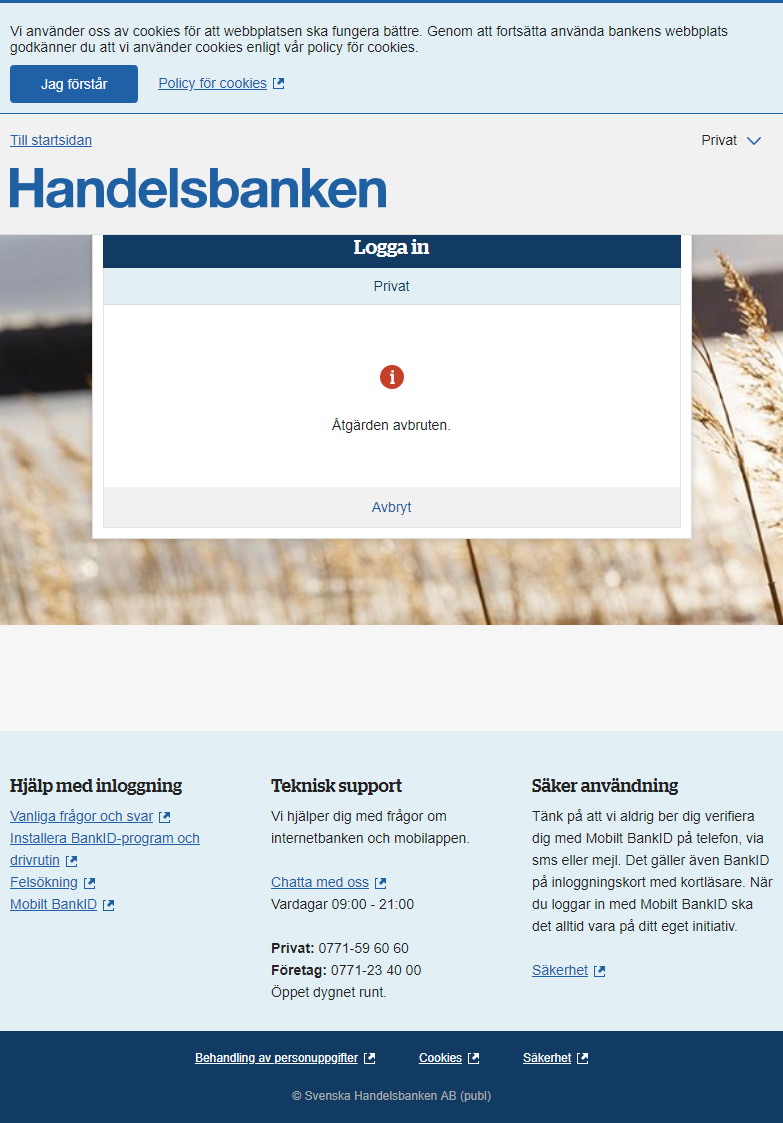 Vi använder oss av cookies för att webbplatsen ska fungera bättre. Genom att fortsätta använda bankens webbplats
godkänner du att vi använder cookies enligt vår policy för cookies.
Jag förstår
Policy för cookies
Till startsidan
Privat
Handelsbanken
Logga in
Privat
Åtgärden avbruten.
Avbryt
Hjälp med inloggning
Vanliga frågor och svar
Installera BankID-program och
drivrutin
Felsökning
Mobilt BankID
Teknisk support
Vi hjälper dig med frågor om
internetbanken och mobilappen.
Chatta med oss
Vardagar 09:00 - 21:00
Privat: 0771-59 60 60
Företag: 0771-23 40 00
Öppet dygnet runt.
Säker användning
Tänk på att vi aldrig ber dig verifiera
dig med Mobilt BankID på telefon, via
sms eller mejl. Det gäller även BankID
på inloggningskort med kortläsare. När
du loggar in med Mobilt BankID ska
det alltid vara på ditt eget initiativ.
Säkerhet
Behandling av personuppgifter
Cookies
Säkerhet
© Svenska Handelsbanken AB (publ)